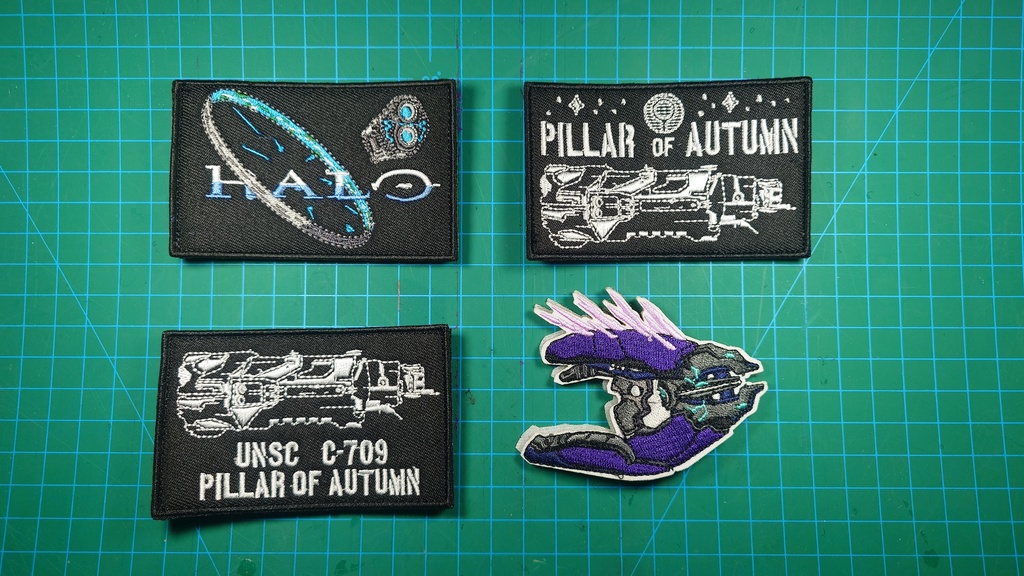 HALO
PILLAR OF AUTUMN
UNSC C-709
PILLAR OF AUTUMN